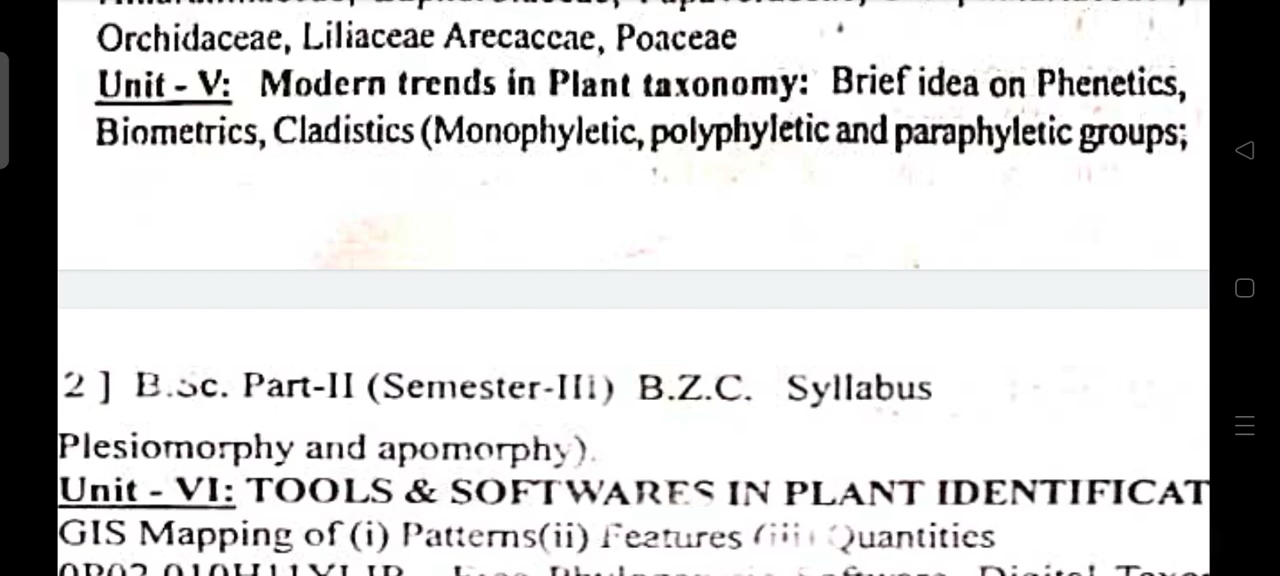 Orchidaceae, Liliaceae Arecaceae, Poaceae
Unit - V: Modern trends in Plant taxonomy: Brief idea on Phenetics,
Biometrics, Cladistics (Monophyletic, polyphyletic and paraphyletic groups;
2 ] B.Sc. Part-II (Semester-III) B.Z.C. Syllabus
Plesiomorphy and apomorphy).
Unit - VI: TOOLS & SOFTWARES IN PLANT IDENTIFICAT
GIS Mapping of (i) Patterns(ii) Features (iii) Quantities